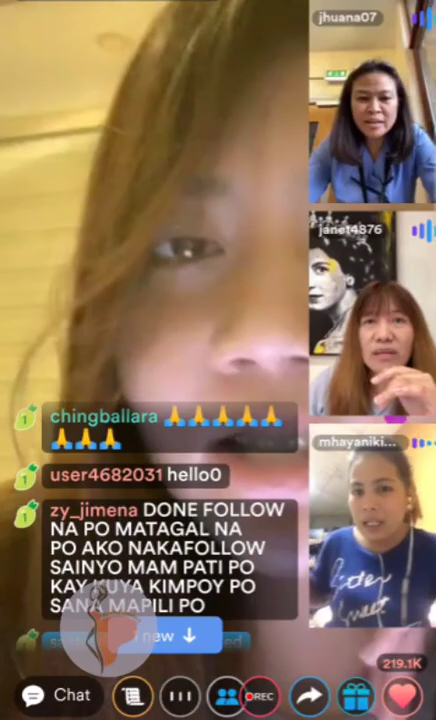 jhuana07
janet4876
mhayaniki...
chingballara 🙏🙏🙏🙏🙏
🙏🙏🙏
user4682031 hello0
zy_jimena DONE FOLLOW
NA PO MATAGAL NA
PO AKO NAKAFOLLOW
SAINYO MAM PATI PO
KAY KUYA KIMPOY PO
SANA MAPILI PO
new ↓
219.1K
Chat
REC